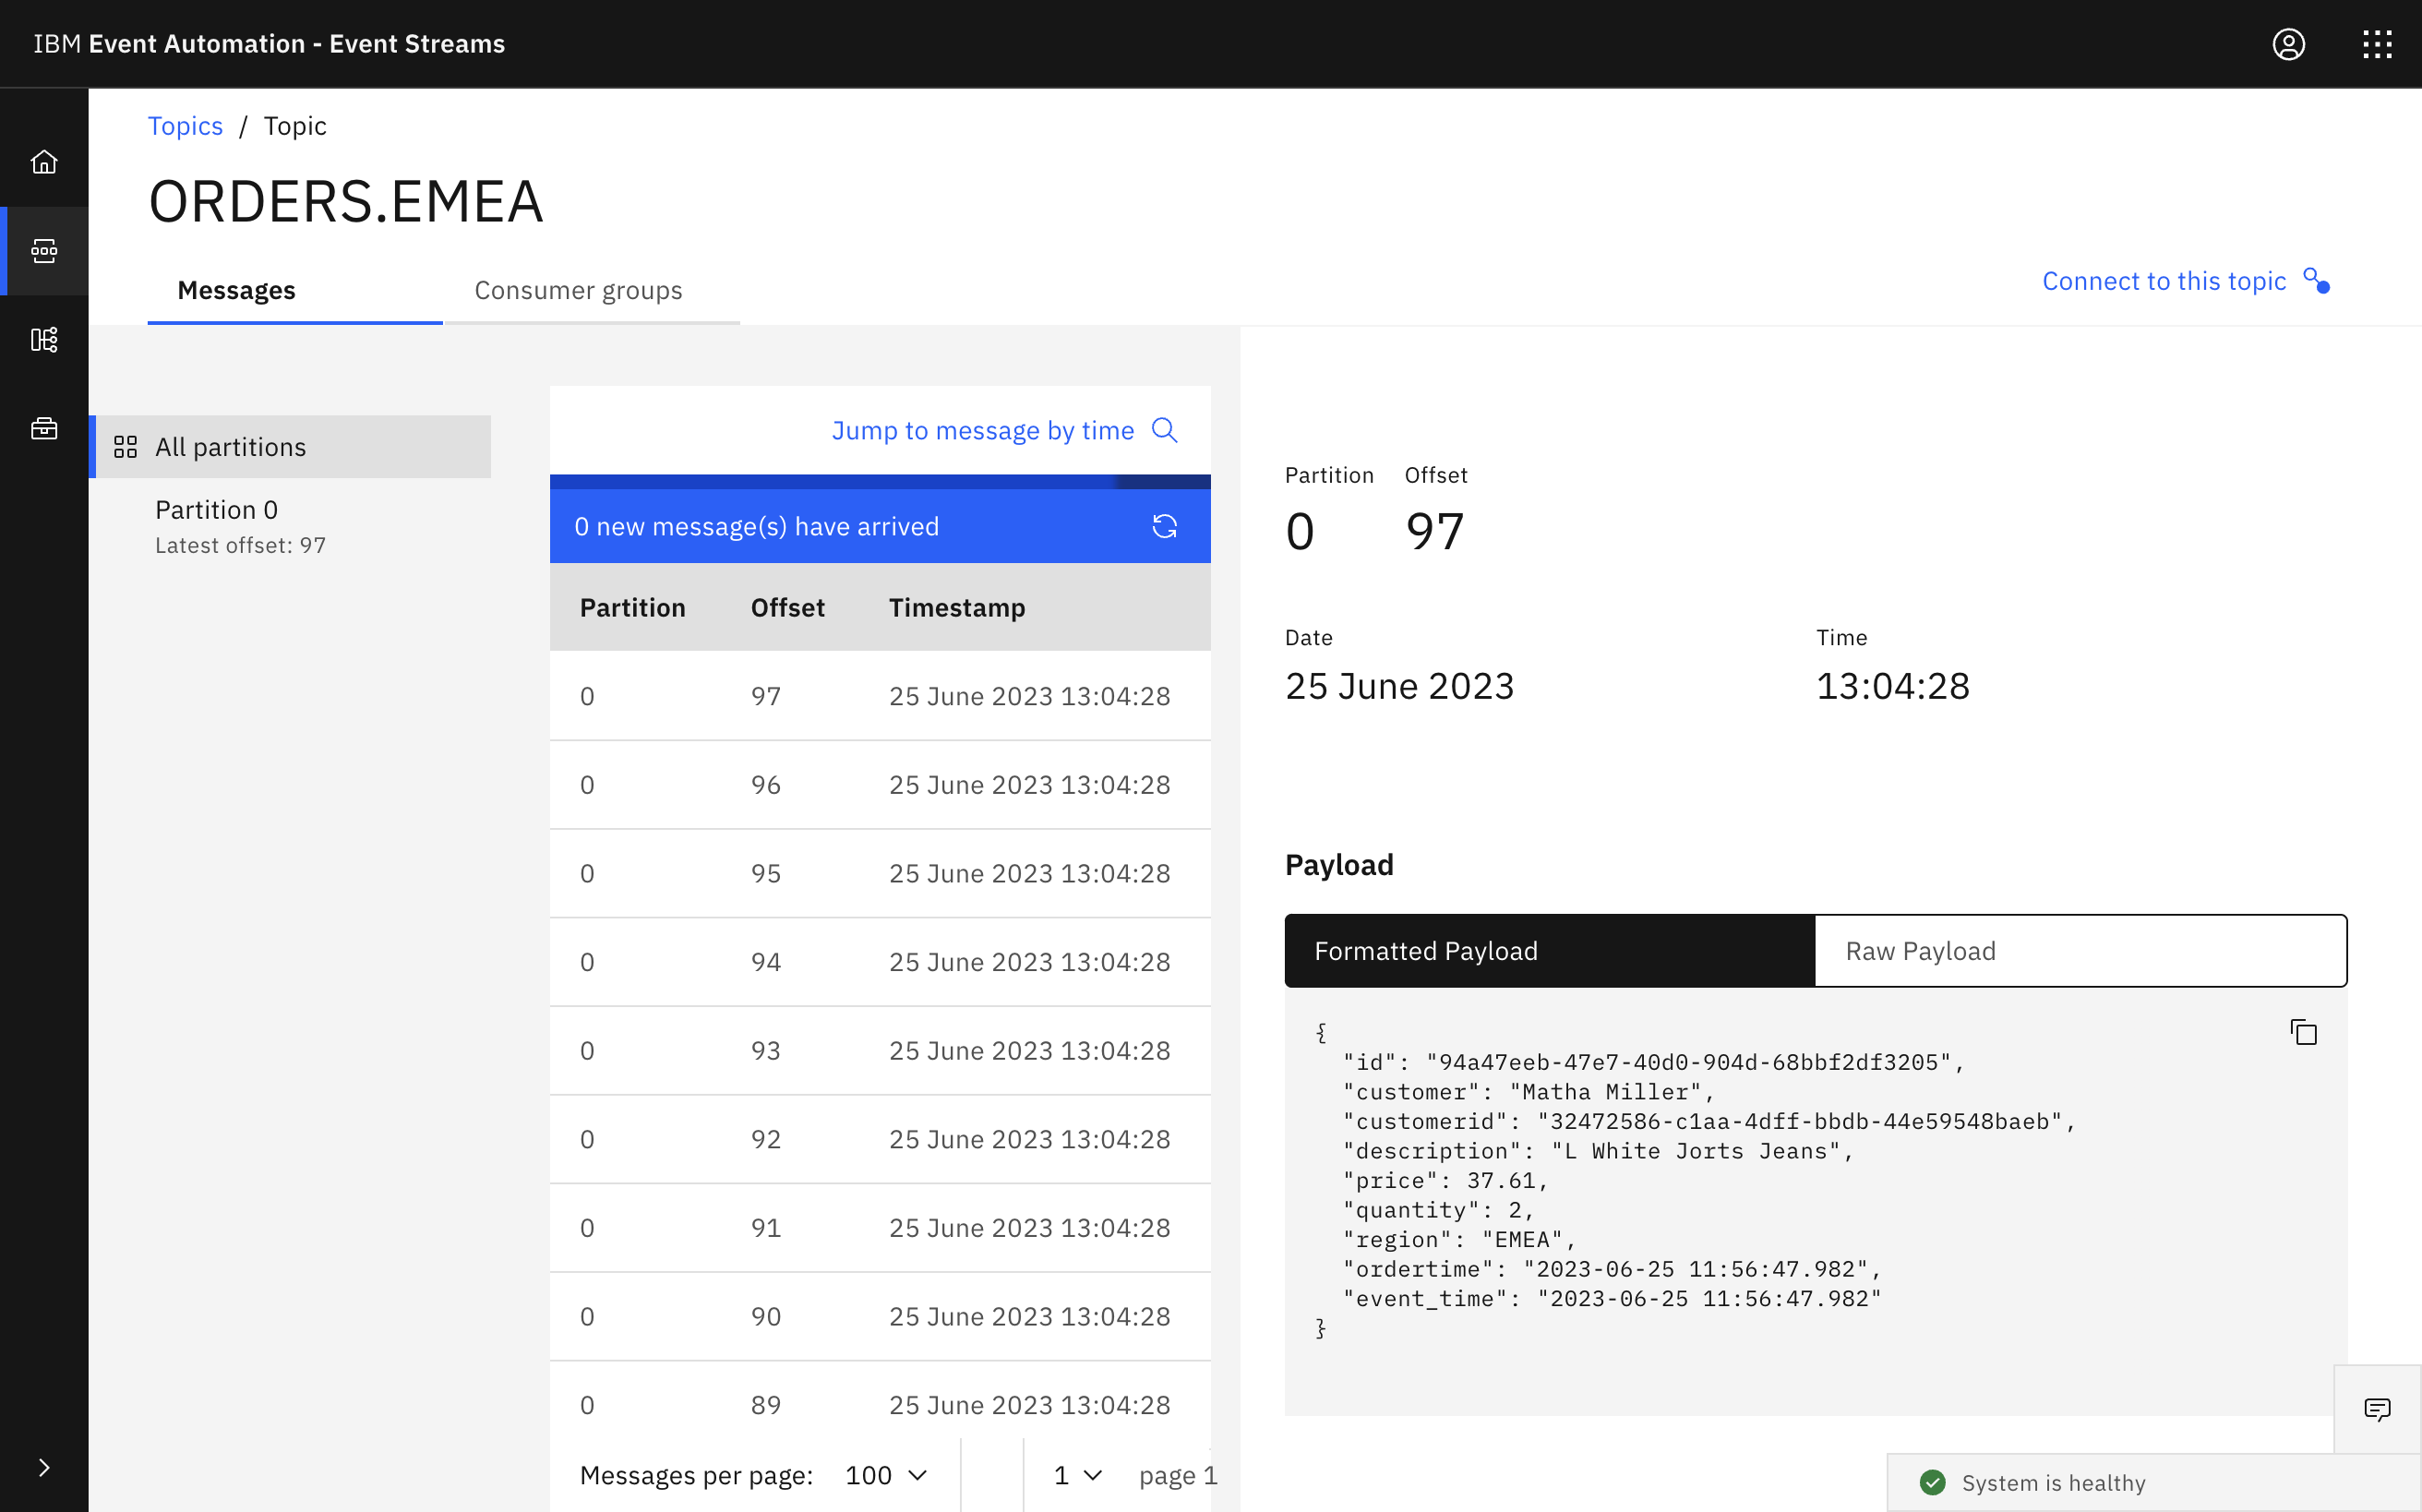 IBM Event Automation - Event Streams
Topics / Topic
ORDERS.EMEA
Messages
Consumer groups
Connect to this topic
All partitions
Partition 0
Latest offset: 97
Jump to message by time
0 new message(s) have arrived
Partition Offset Timestamp
0 97 25 June 2023 13:04:28
0 96 25 June 2023 13:04:28
0 95 25 June 2023 13:04:28
0 94 25 June 2023 13:04:28
0 93 25 June 2023 13:04:28
0 92 25 June 2023 13:04:28
0 91 25 June 2023 13:04:28
0 90 25 June 2023 13:04:28
0 89 25 June 2023 13:04:28
Messages per page: 100 1 page 1
Partition Offset
0 97
Date Time
25 June 2023 13:04:28
Payload
Formatted Payload Raw Payload
{
"id": "94a47eeb-47e7-40d0-904d-68bbf2df3205",
"customer": "Matha Miller",
"customerid": "32472586-c1aa-4dff-bbdb-44e59548baeb",
"description": "L White Jorts Jeans",
"price": 37.61,
"quantity": 2,
"region": "EMEA",
"ordertime": "2023-06-25 11:56:47.982",
"event_time": "2023-06-25 11:56:47.982"
}
System is healthy